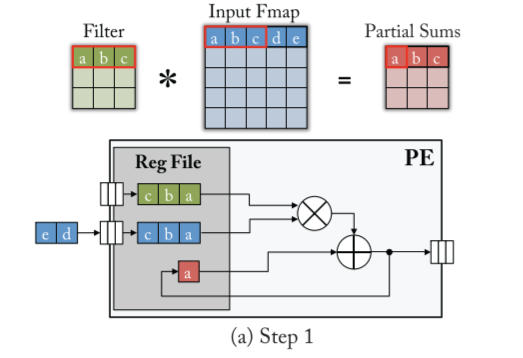 Filter
Input Fmap
Partial Sums
a b c
*
a b c d e
=
a b c
Reg File
PE
c b a
e d
c b a
a
(a) Step 1